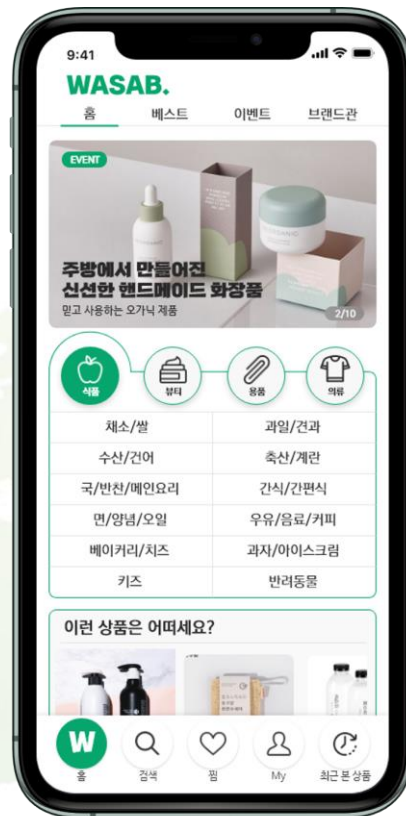 9:41
WASAB.
홈 베스트 이벤트 브랜드관
EVENT
주방에서 만들어진
신선한 핸드메이드 화장품
믿고 사용하는 오가닉 제품
2/10
식품 뷰티 용품 의류
채소/쌀 과일/견과
수산/건어 축산/계란
국/반찬/메인요리 간식/간편식
면/양념/오일 우유/음료/커피
베이커리/치즈 과자/아이스크림
키즈 반려동물
이런 상품은 어떠세요?
W
홈 검색 찜 My 최근 본 상품